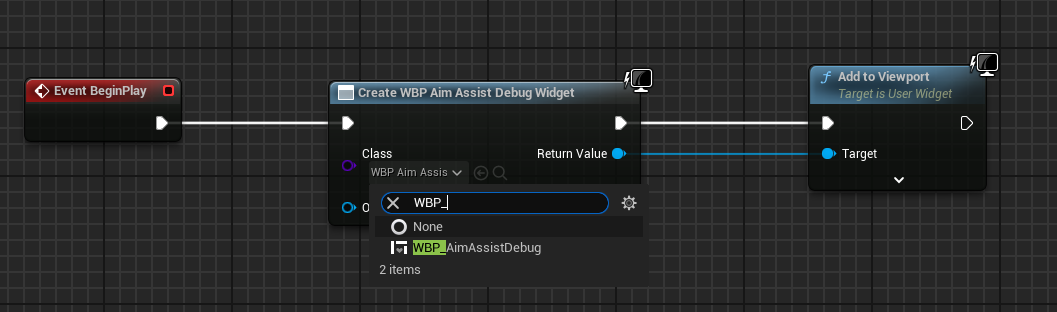 Event BeginPlay
Create WBP Aim Assist Debug Widget
f Add to Viewport
Target is User Widget
Class
Return Value
Target
WBP Aim Assis
O
WBP_
None
WBP_AimAssistDebug
2 items